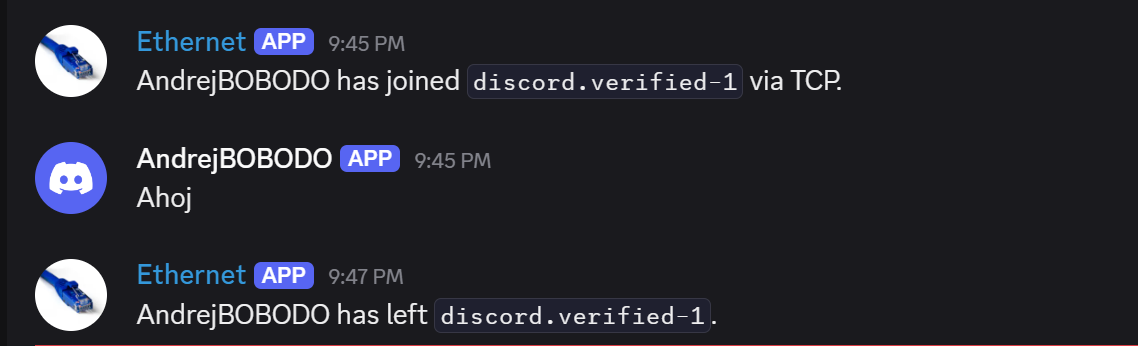 Ethernet APP 9:45 PM
AndrejBOBODO has joined discord.verified-1 via TCP.
AndrejBOBODO APP 9:45 PM
Ahoj
Ethernet APP 9:47 PM
AndrejBOBODO has left discord.verified-1.